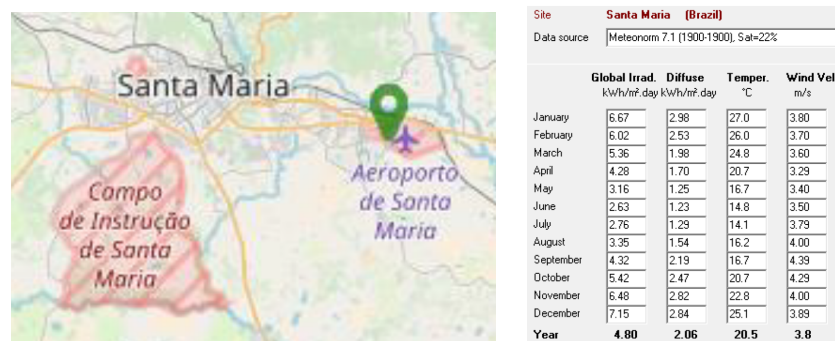 Santa Maria
Aeroporto
de Santa
Maria
Campo
de Instrução
de Santa
Maria
Site Santa Maria (Brazil)
Data source Meteonorm 7.1 (1900-1900), Sat=22%
Global Irrad. Diffuse Temper. Wind Vel
kWh/m².day kWh/m².day °C m/s
January 6.67 2.98 27.0 3.80
February 6.02 2.53 26.0 3.70
March 5.36 1.98 24.8 3.60
April 4.28 1.70 20.7 3.29
May 3.16 1.25 16.7 3.40
June 2.63 1.23 14.8 3.50
July 2.76 1.29 14.1 3.79
August 3.35 1.54 16.2 4.00
September 4.32 2.19 16.7 4.39
October 5.42 2.47 20.7 4.29
November 6.48 2.82 22.8 4.00
December 7.15 2.84 25.1 3.89
Year 4.80 2.06 20.5 3.8